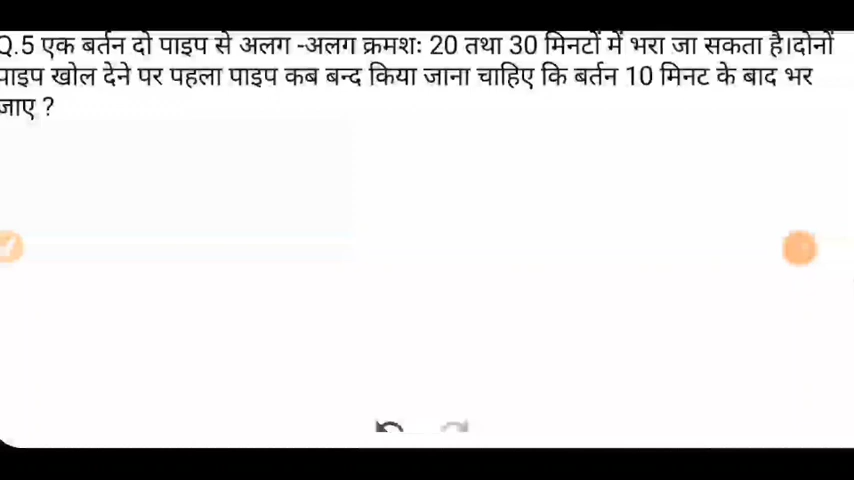 Q.5 एक बर्तन दो पाइप से अलग -अलग क्रमशः 20 तथा 30 मिनटों में भरा जा सकता है।दोनों
पाइप खोल देने पर पहला पाइप कब बन्द किया जाना चाहिए कि बर्तन 10 मिनट के बाद भर
जाए ?